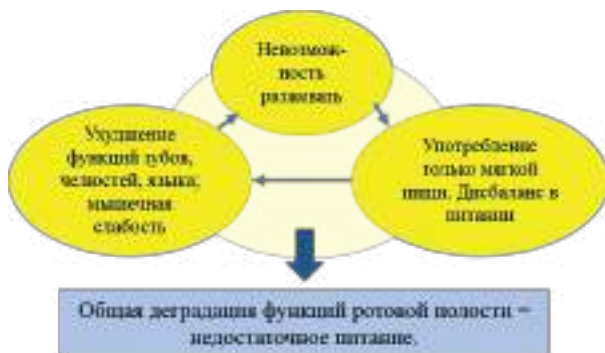 Невозмож-
ность
разжевать
Ухудшение
функций зубов,
челюстей, языка;
мышечная
слабость
Употребление
только мягкой
пищи. Дисбаланс в
питании
Общая деградация функций ротовой полости =
недостаточное питание.